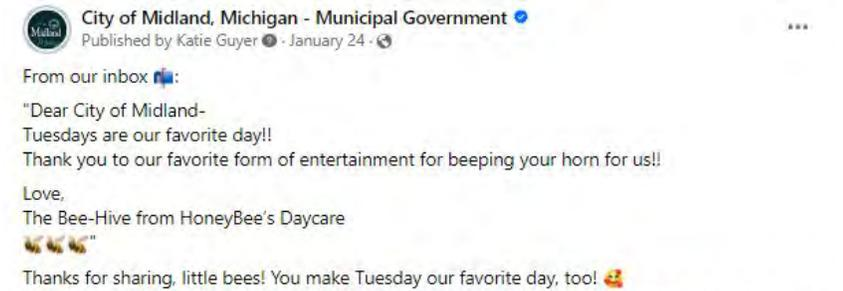 City of Midland, Michigan - Municipal Government
Midland
Published by Katie Guyer · January 24 ·
From our inbox 📬:
"Dear City of Midland-
Tuesdays are our favorite day!!
Thank you to our favorite form of entertainment for beeping your horn for us!!
Love,
The Bee-Hive from HoneyBee's Daycare
🐝🐝🐝"
Thanks for sharing, little bees! You make Tuesday our favorite day, too! 🥰